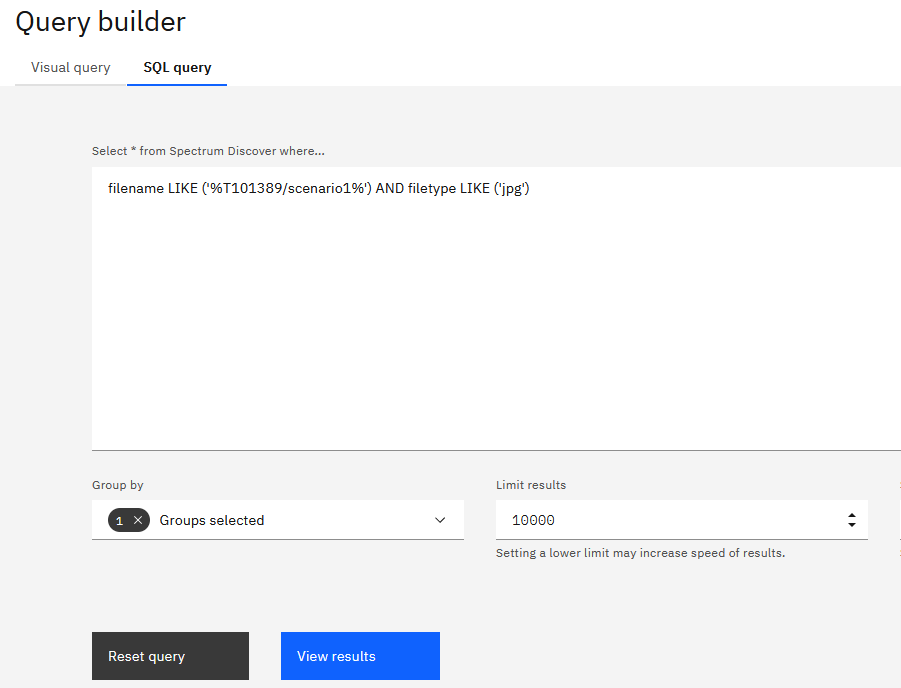 Query builder
Visual query SQL query
Select * from Spectrum Discover where...
filename LIKE ('%T101389/scenario1%') AND filetype LIKE ('jpg')
Group by Limit results
1 Groups selected 10000
Setting a lower limit may increase speed of results.
Reset query View results